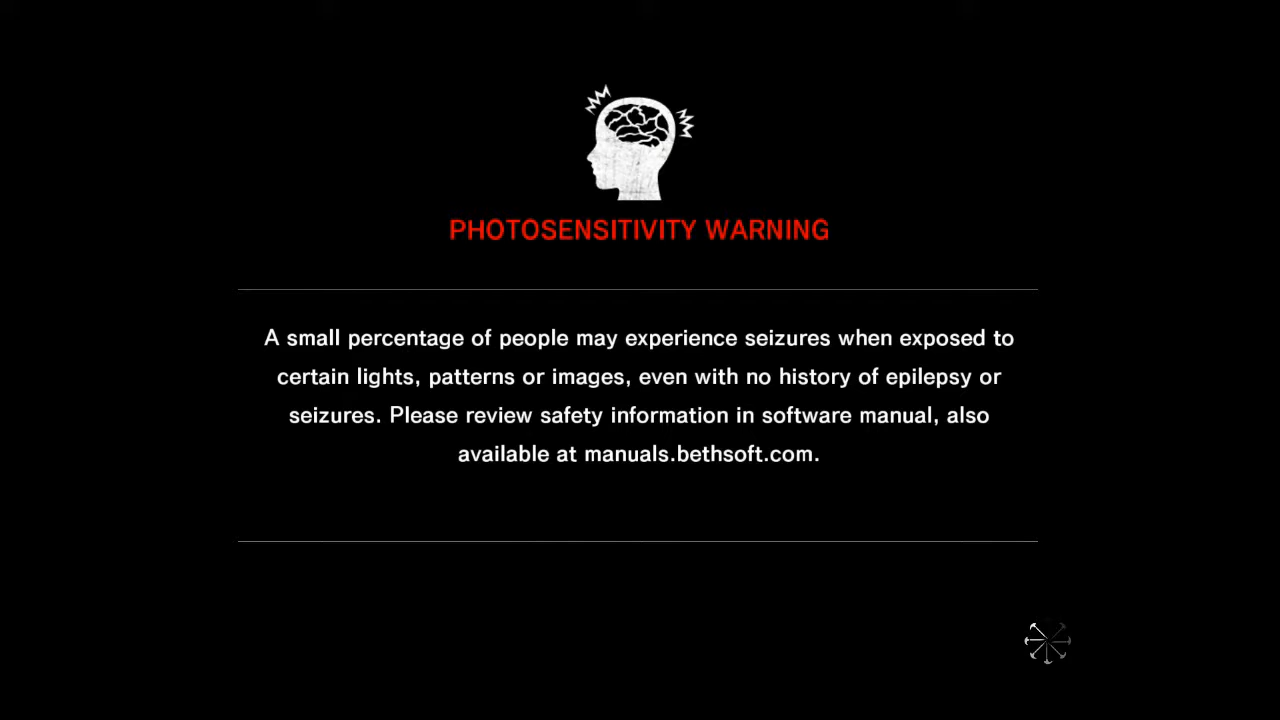 PHOTOSENSITIVITY WARNING
A small percentage of people may experience seizures when exposed to
certain lights, patterns or images, even with no history of epilepsy or
seizures. Please review safety information in software manual, also
available at manuals.bethsoft.com.